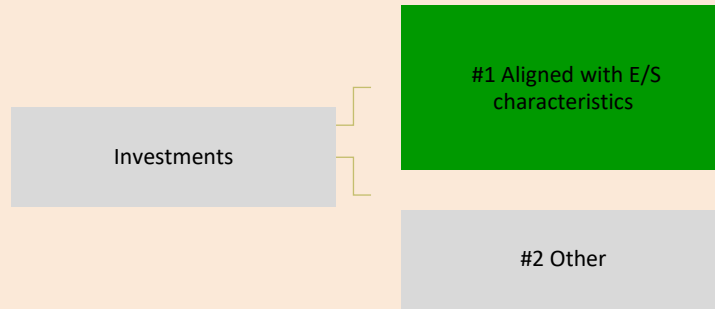 #1 Aligned with E/S
characteristics
Investments
#2 Other